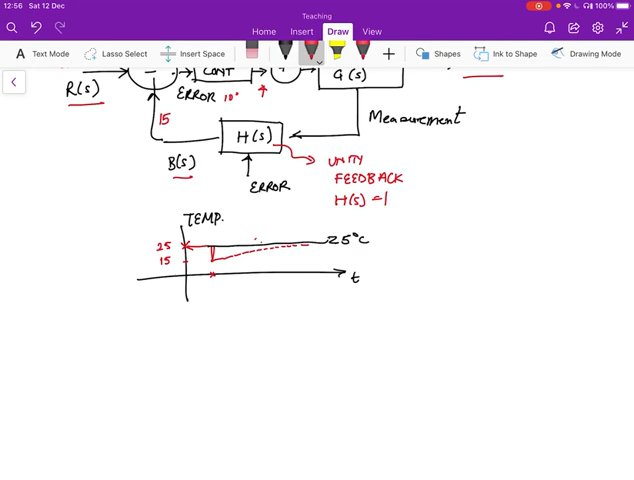 12:56 Sat 12 Dec
Teaching
Home Insert Draw View
Text Mode Lasso Select Insert Space Shapes Ink to Shape Drawing Mode
R(s)
CONT
G(s)
ERROR 10°
15
Measurement
H(s)
B(s)
UNITY
FEEDBACK
H(s) = 1
ERROR
TEMP.
25
25°C
15
t